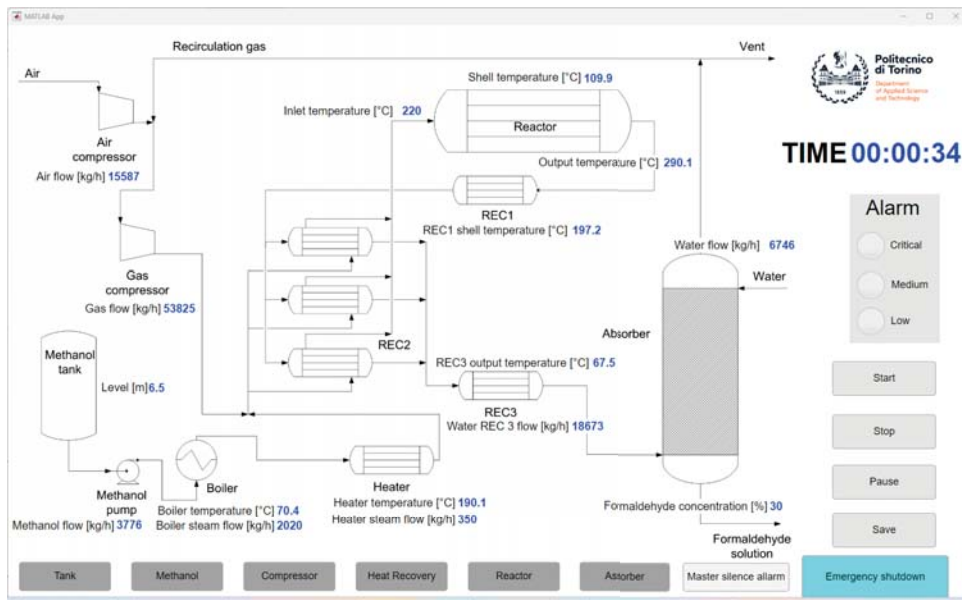 MATLAB App
Recirculation gas
Vent
Air
Politecnico
di Torino
Department
of Applied Science
and Technology
1859
Shell temperature [°C] 109.9
Inlet temperature [°C] 220
Reactor
Air
compressor
Output temperature [°C] 290.1
TIME 00:00:34
Air flow [kg/h] 15587
REC1
REC1 shell temperature [°C] 197.2
Alarm
Critical
Medium
Low
Water flow [kg/h] 6746
Water
Gas
compressor
Gas flow [kg/h] 53825
Absorber
REC2
Methanol
tank
Level [m] 6.5
REC3 output temperature [°C] 67.5
REC3
Water REC 3 flow [kg/h] 18673
Start
Stop
Pause
Save
Boiler
Heater
Methanol
pump
Methanol flow [kg/h] 3776
Boiler temperature [°C] 70.4
Boiler steam flow [kg/h] 2020
Heater temperature [°C] 190.1
Heater steam flow [kg/h] 350
Formaldehyde concentration [%] 30
Formaldehyde
solution
Tank
Methanol
Compressor
Heat Recovery
Reactor
Astorber
Master silence allarm
Emergency shutdown